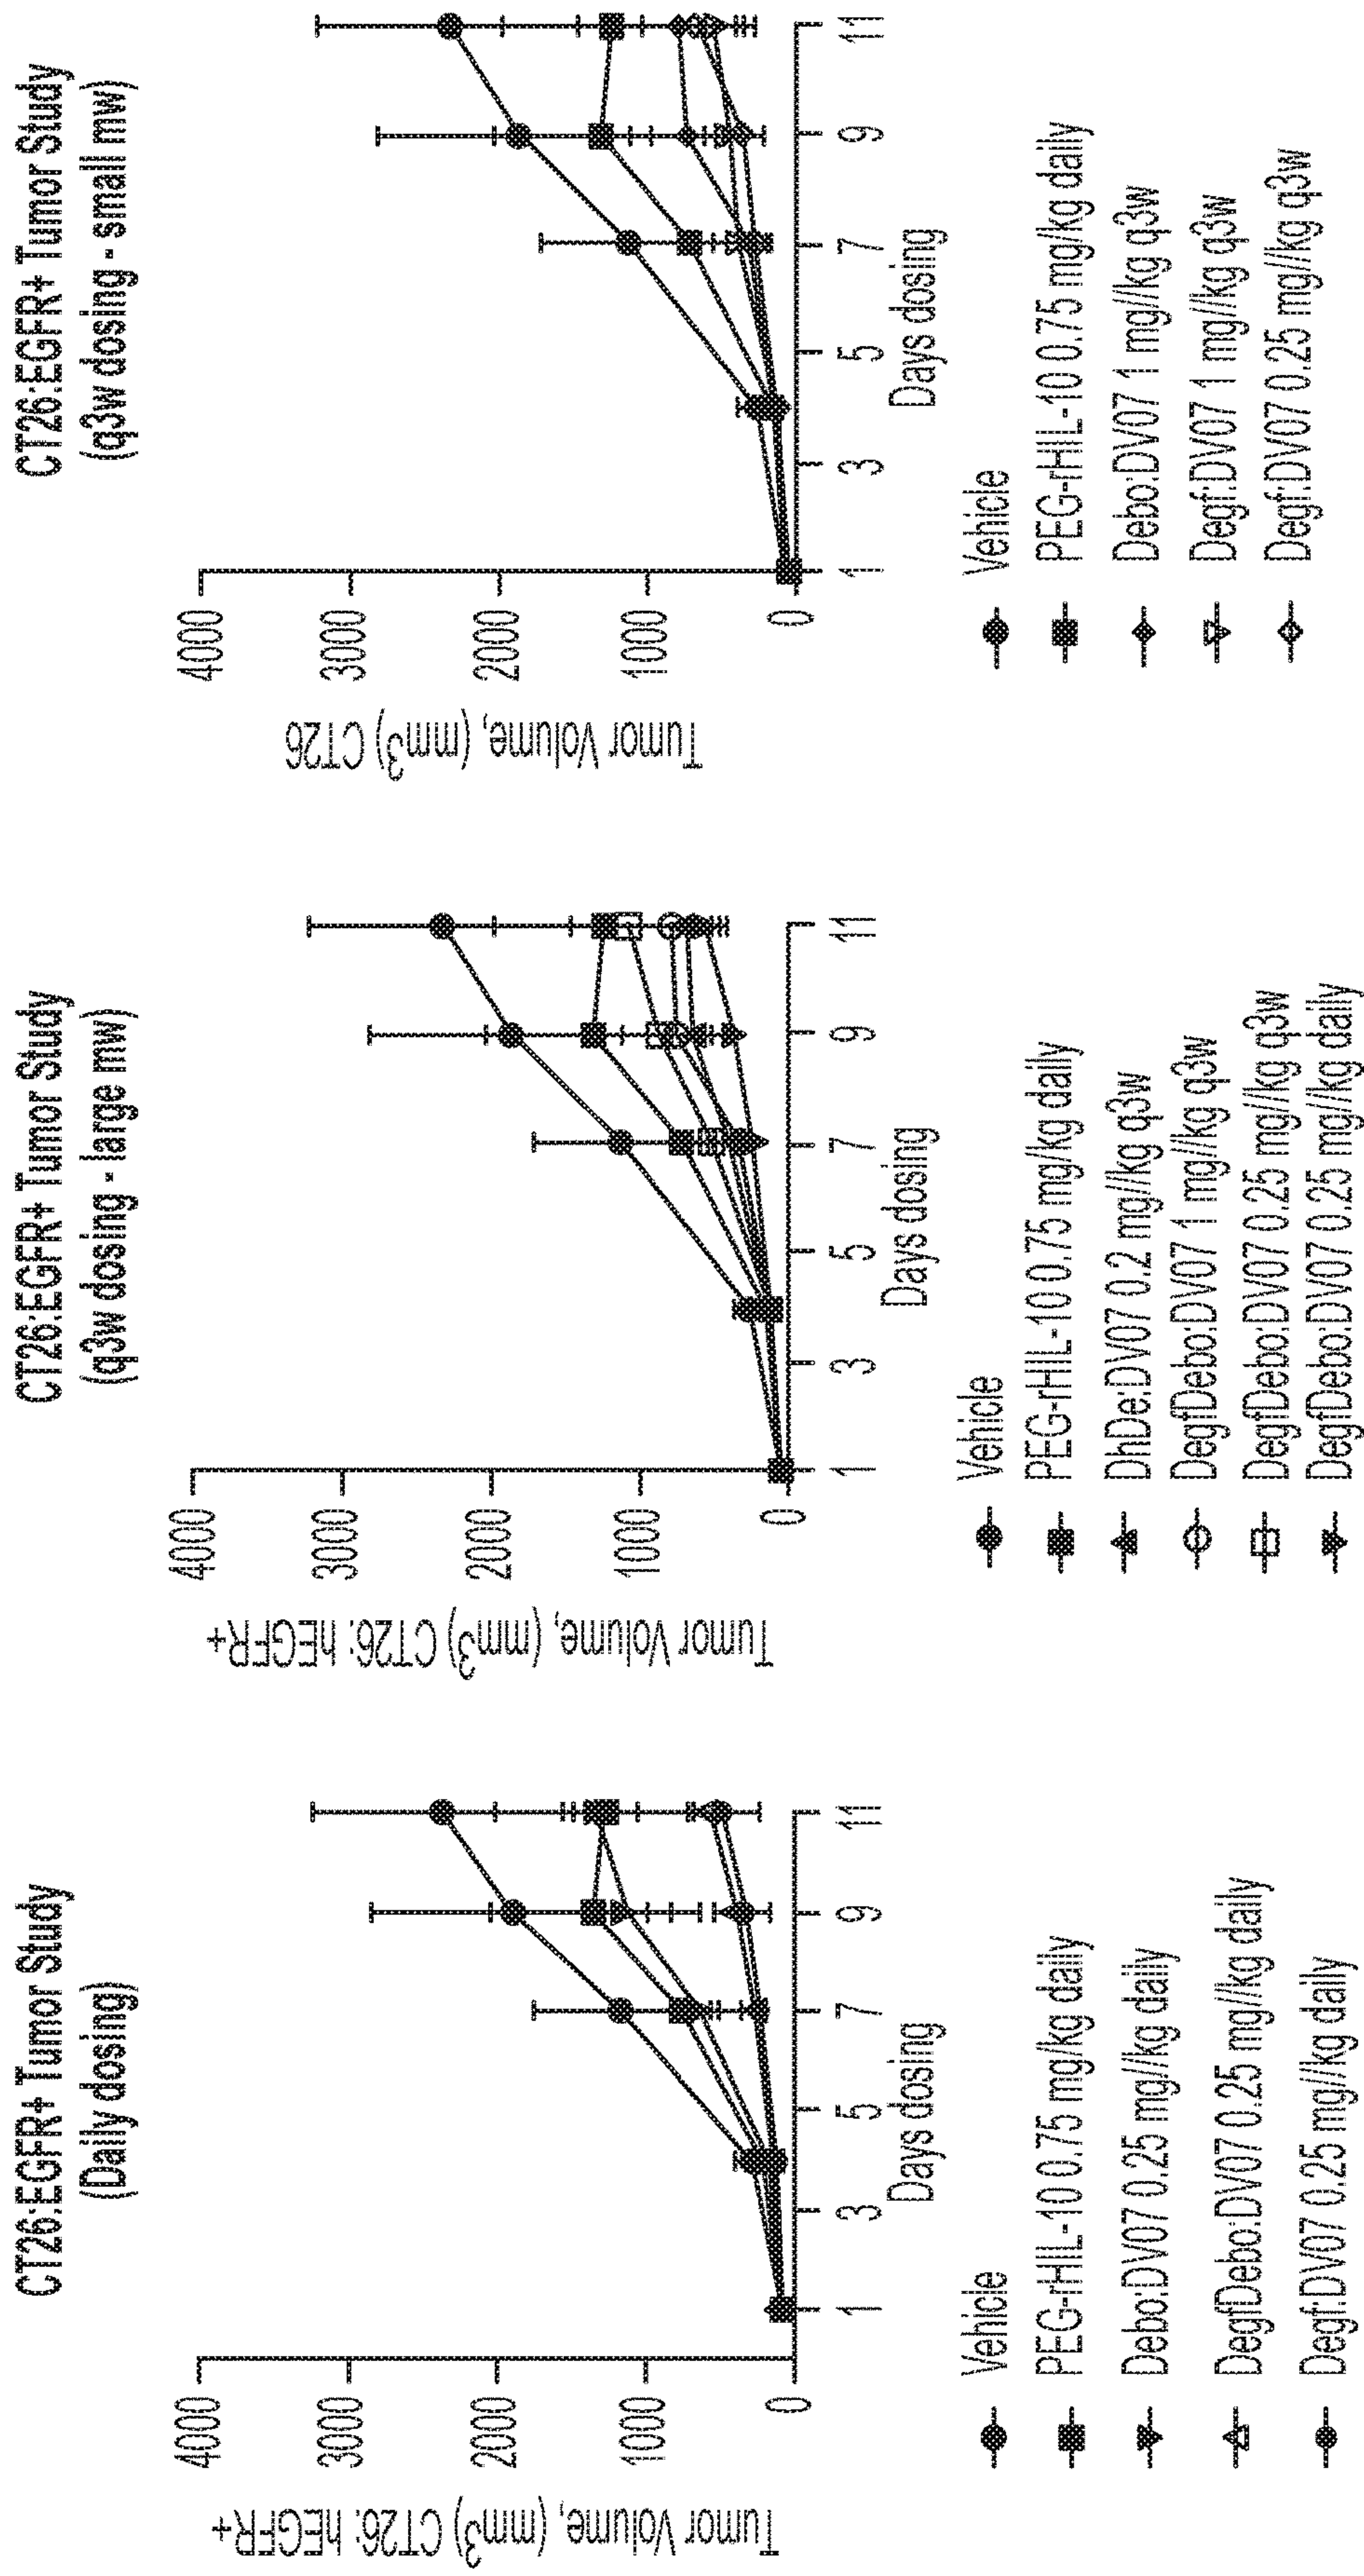 CT26:EGFR+ Tumor Study
(Daily dosing)
Tumor Volume, (mm3) CT26: hEGFR+
4000
3000
2000
1000
0
1 3 5 7 9 11
Days dosing
Vehicle
PEG-rHIL-10 0.75 mg/kg daily
Debo:DV07 0.25 mg//kg daily
DegfDebo:DV07 0.25 mg//kg daily
Degf:DV07 0.25 mg//kg daily
CT26:EGFR+ Tumor Study
(q3w dosing - large mw)
Tumor Volume, (mm3) CT26: hEGFR+
4000
3000
2000
1000
0
1 3 5 7 9 11
Days dosing
Vehicle
PEG-rHIL-10 0.75 mg/kg daily
DhDe:DV07 0.2 mg//kg q3w
DegfDebo:DV07 1 mg//kg q3w
DegfDebo:DV07 0.25 mg//kg q3w
DegfDebo:DV07 0.25 mg//kg daily
CT26:EGFR+ Tumor Study
(q3w dosing - small mw)
Tumor Volume, (mm3) CT26
4000
3000
2000
1000
0
1 3 5 7 9 11
Days dosing
Vehicle
PEG-rHIL-10 0.75 mg/kg daily
Debo:DV07 1 mg//kg q3w
Degf:DV07 1 mg//kg q3w
Degf:DV07 0.25 mg//kg q3w